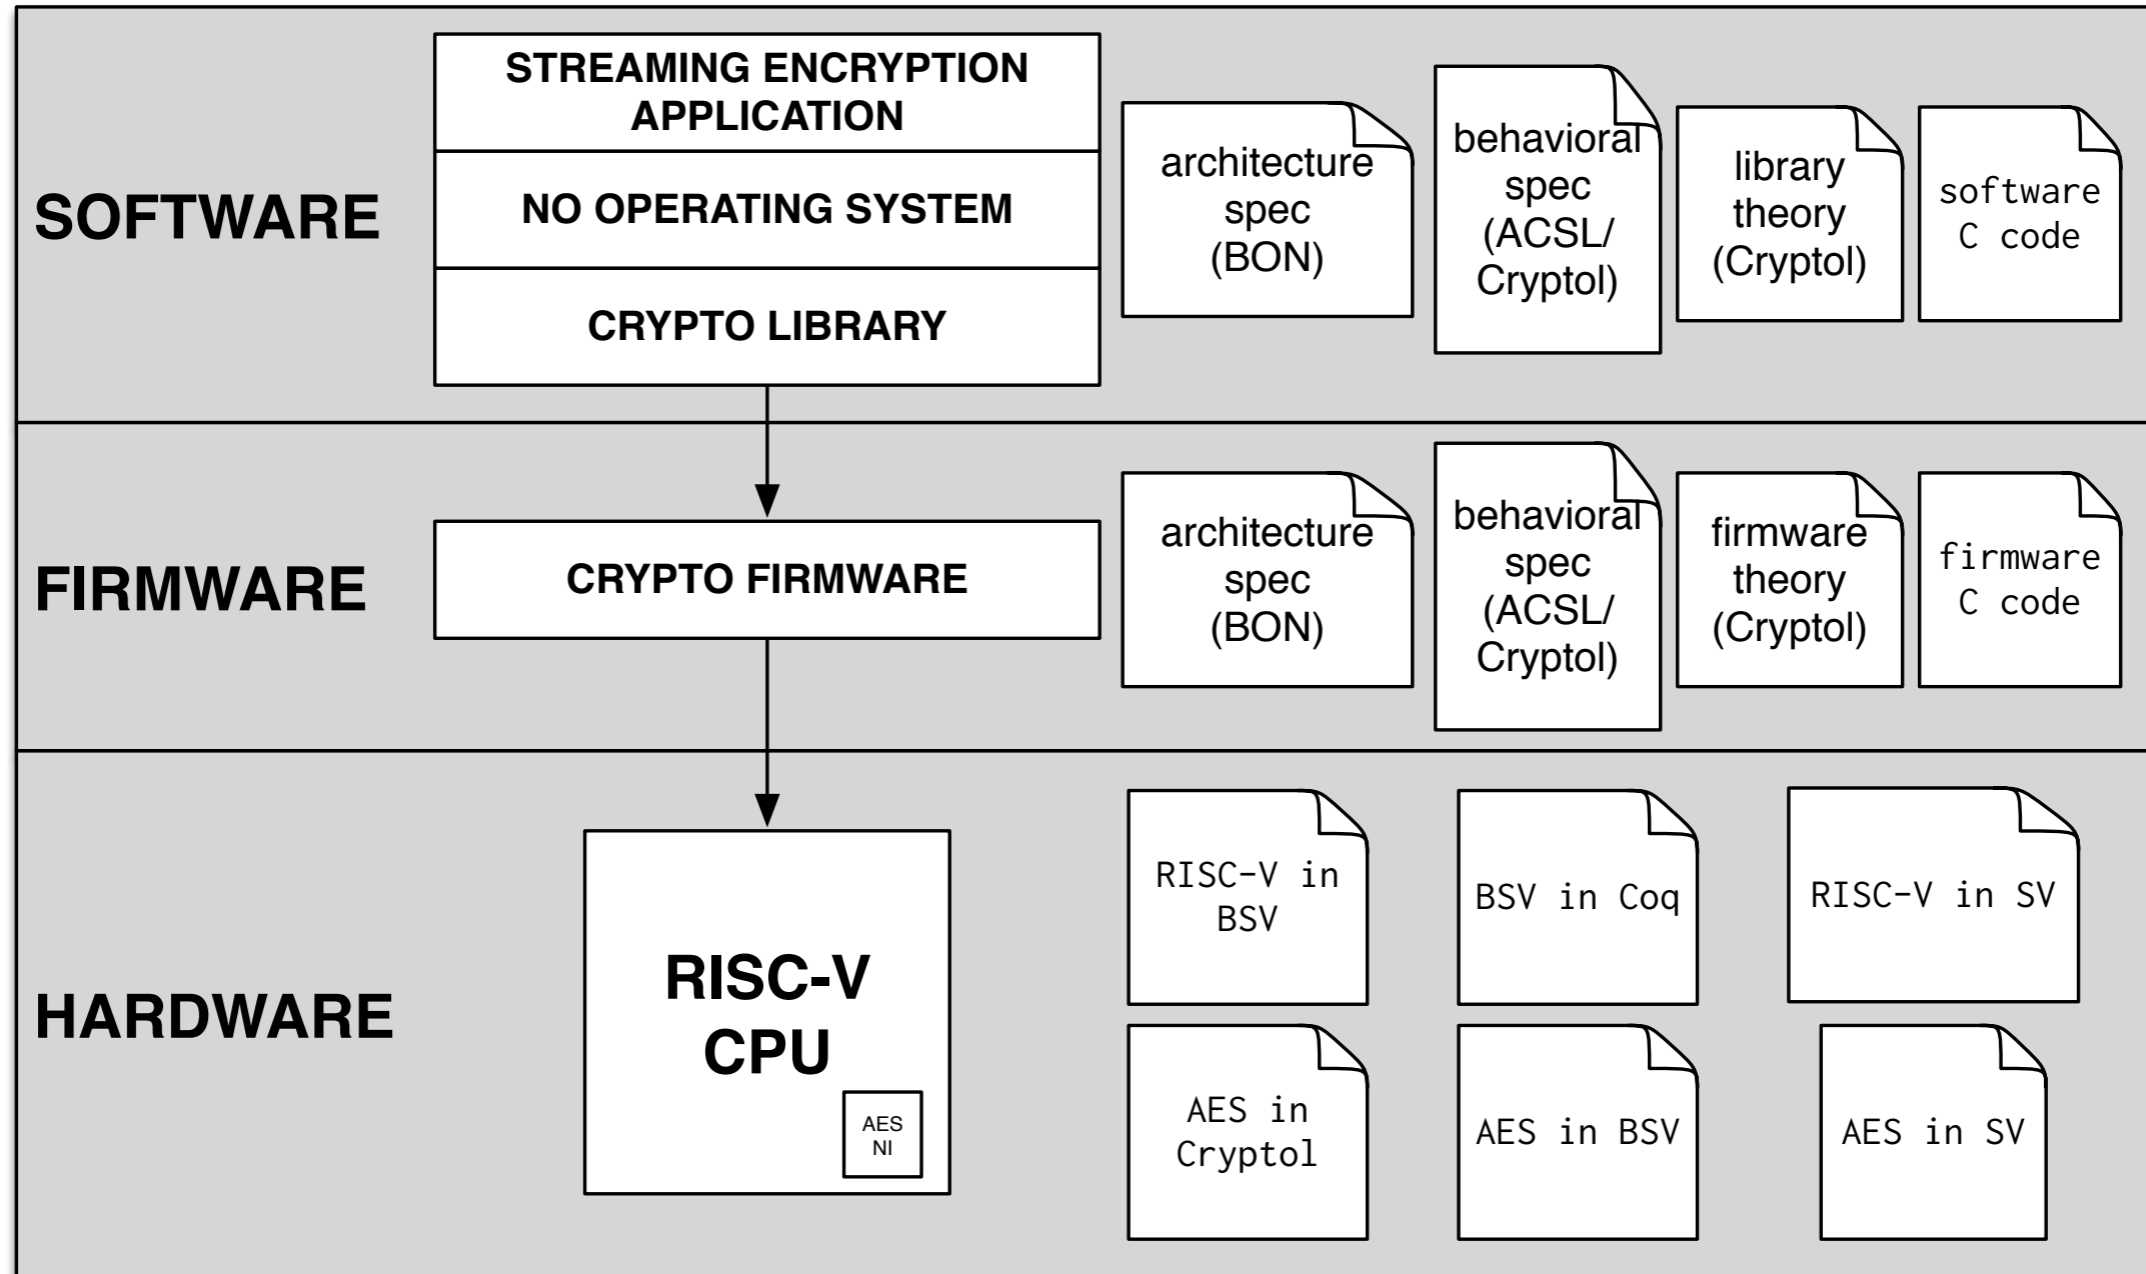 SOFTWARE
STREAMING ENCRYPTION
APPLICATION
NO OPERATING SYSTEM
CRYPTO LIBRARY
architecture
spec
(BON)
behavioral
spec
(ACSL/
Cryptol)
library
theory
(Cryptol)
software
C code
FIRMWARE
CRYPTO FIRMWARE
architecture
spec
(BON)
behavioral
spec
(ACSL/
Cryptol)
firmware
theory
(Cryptol)
firmware
C code
HARDWARE
RISC-V
CPU
AES
NI
RISC-V in
BSV
BSV in Coq
RISC-V in SV
AES in
Cryptol
AES in BSV
AES in SV